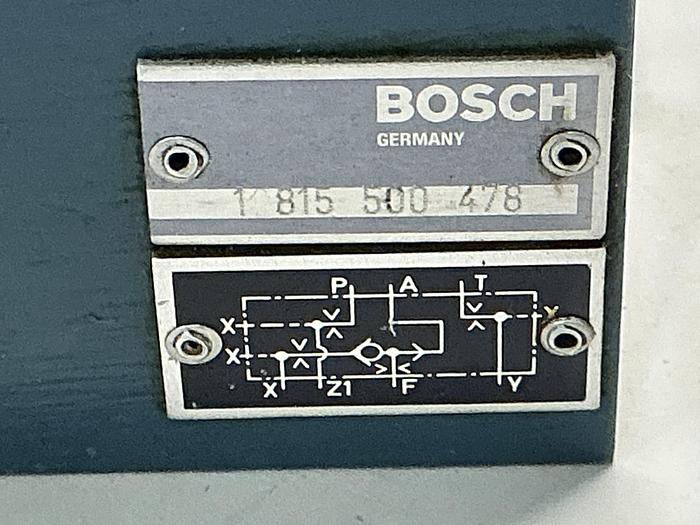 BOSCH
GERMANY
1 815 500 478
P A T
X Y
X
X Z1 F Y